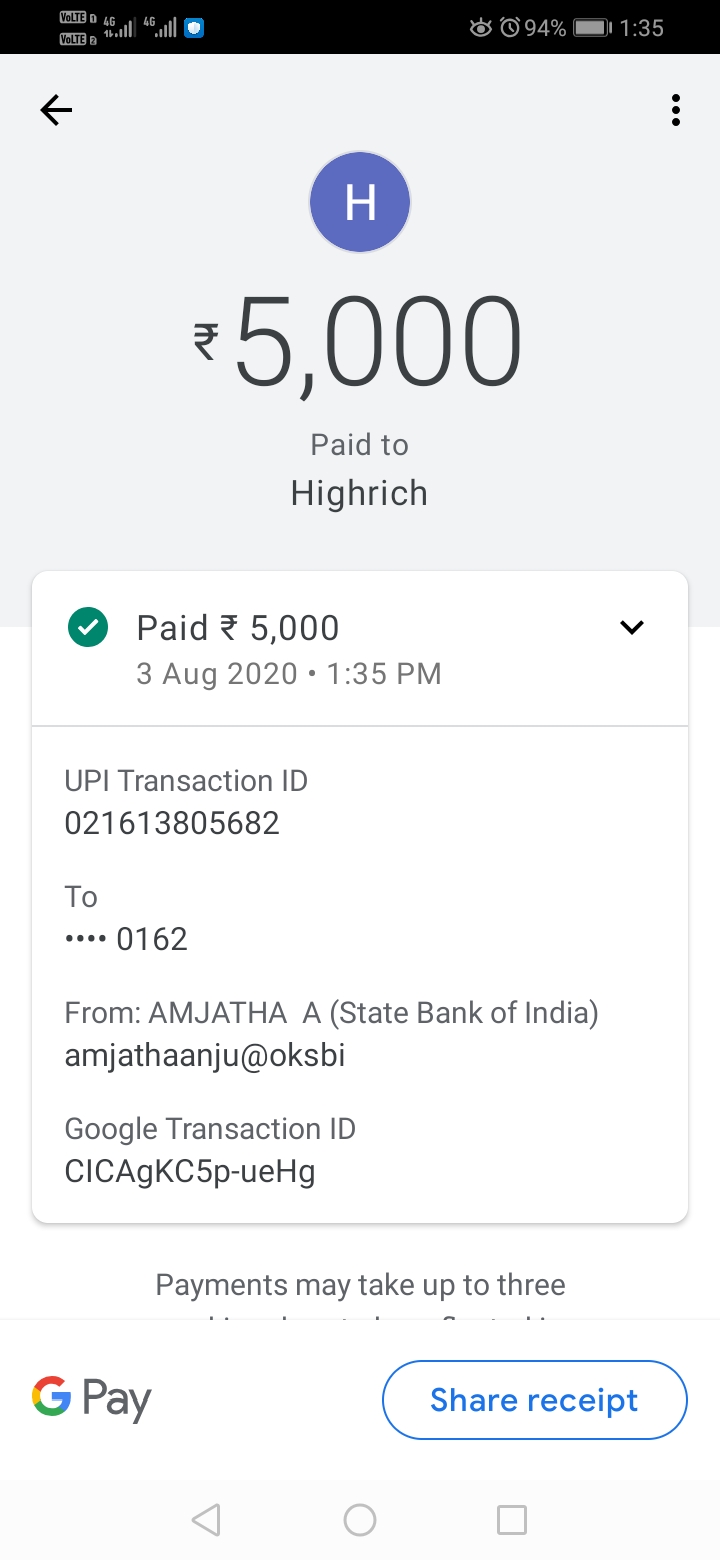 VoLTE 1 4G 4G 94% 1:35
VoLTE 2
H
₹5,000
Paid to
Highrich
Paid ₹ 5,000
3 Aug 2020 • 1:35 PM
UPI Transaction ID
021613805682
To
•••• 0162
From: AMJATHA  A (State Bank of India)
amjathaanju@oksbi
Google Transaction ID
CICAgKC5p-ueHg
Payments may take up to three
G Pay
Share receipt